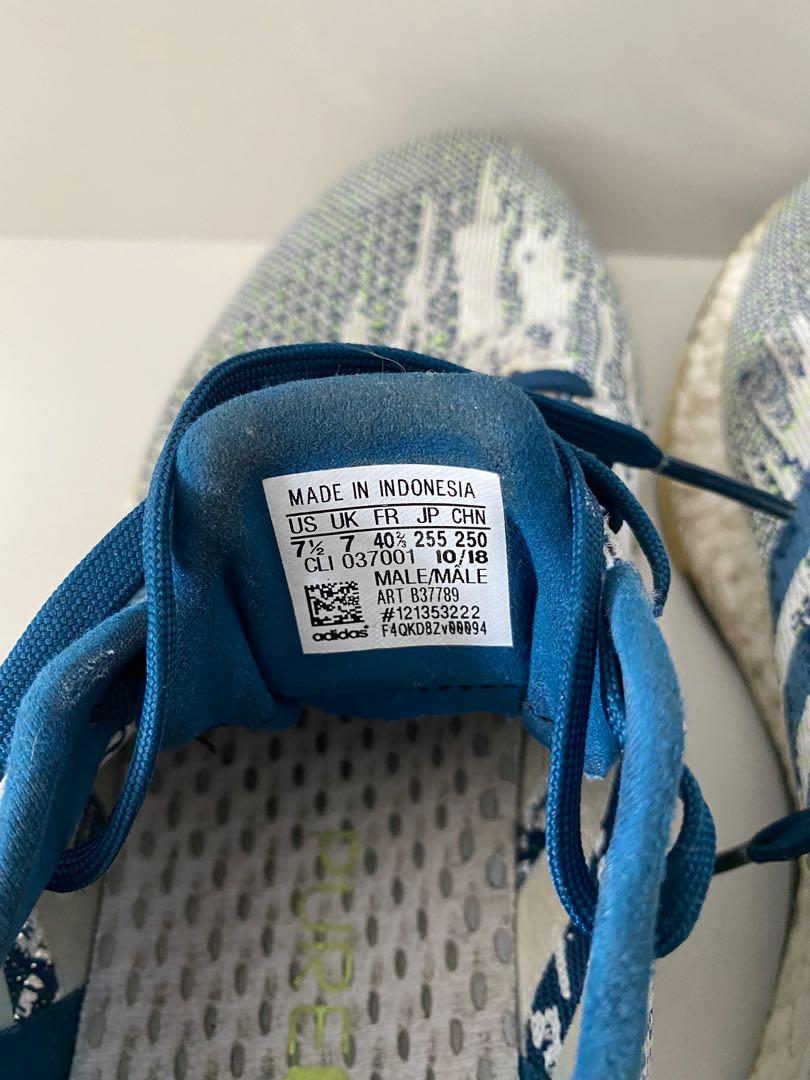 MADE IN INDONESIA
US UK FR JP CHN
7½ 7 40⅔ 255 250
CLI 037001 10/18
MALE/MÂLE
ART B37789
#121353222
adidas® F4QKD8Zv00094
PURE